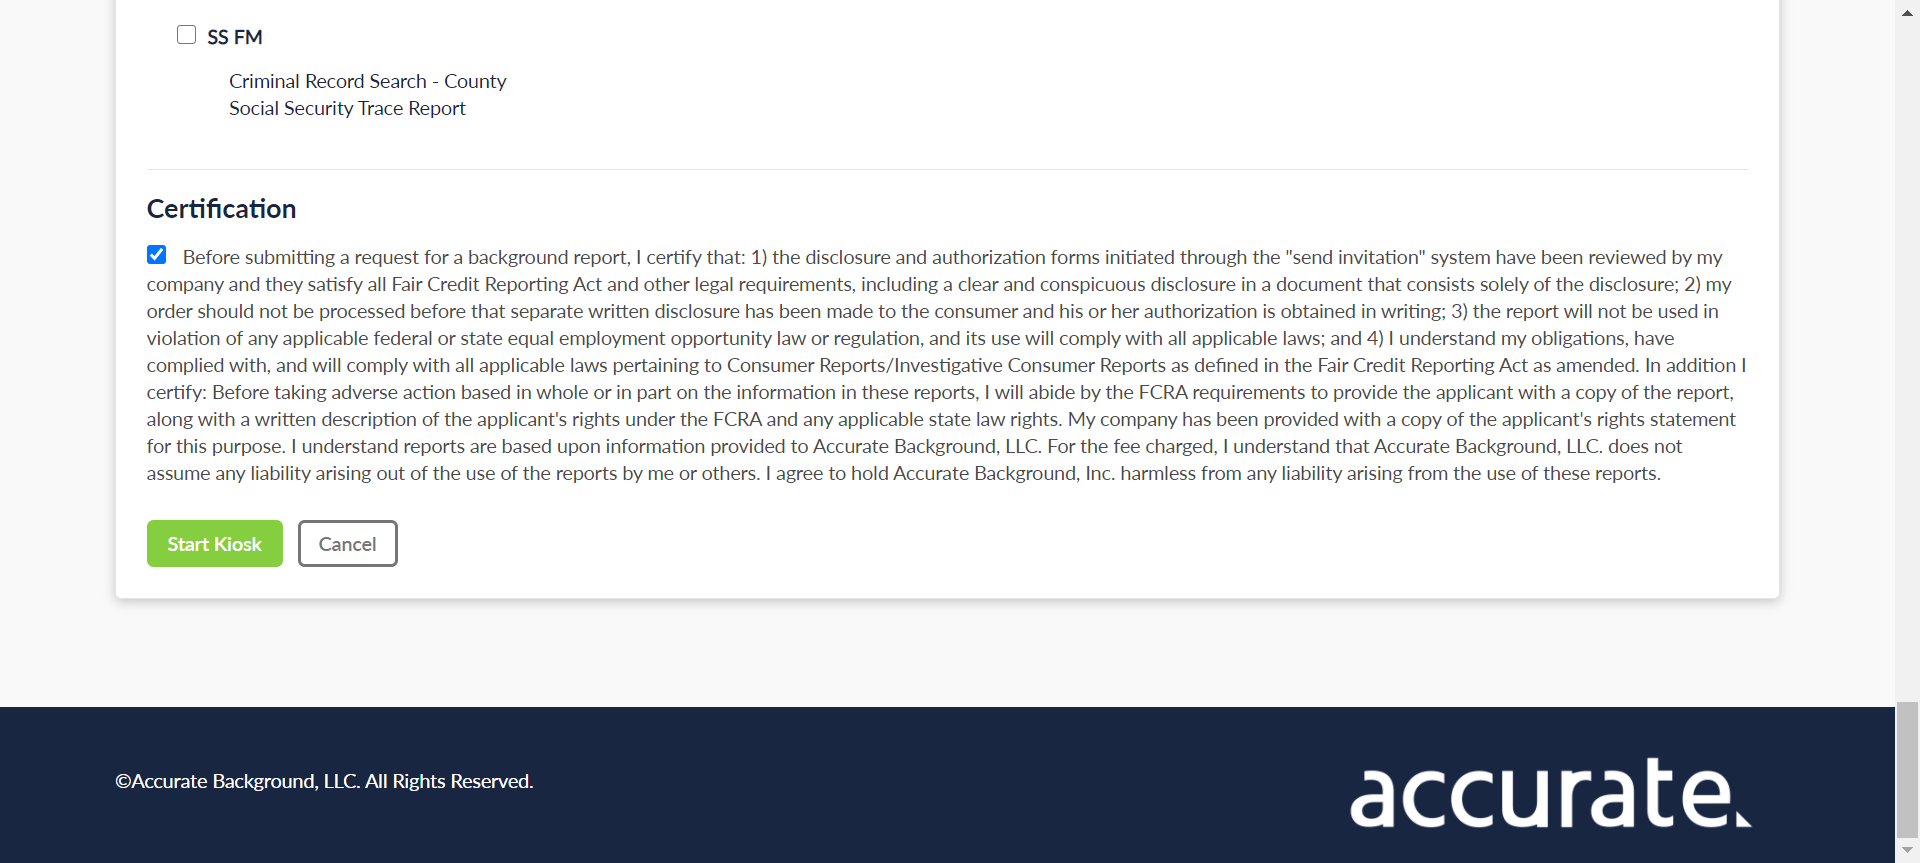 SS FM
Criminal Record Search - County
Social Security Trace Report
Certification
Before submitting a request for a background report, I certify that: 1) the disclosure and authorization forms initiated through the "send invitation" system have been reviewed by my
company and they satisfy all Fair Credit Reporting Act and other legal requirements, including a clear and conspicuous disclosure in a document that consists solely of the disclosure; 2) my
order should not be processed before that separate written disclosure has been made to the consumer and his or her authorization is obtained in writing; 3) the report will not be used in
violation of any applicable federal or state equal employment opportunity law or regulation, and its use will comply with all applicable laws; and 4) I understand my obligations, have
complied with, and will comply with all applicable laws pertaining to Consumer Reports/Investigative Consumer Reports as defined in the Fair Credit Reporting Act as amended. In addition I
certify: Before taking adverse action based in whole or in part on the information in these reports, I will abide by the FCRA requirements to provide the applicant with a copy of the report,
along with a written description of the applicant's rights under the FCRA and any applicable state law rights. My company has been provided with a copy of the applicant's rights statement
for this purpose. I understand reports are based upon information provided to Accurate Background, LLC. For the fee charged, I understand that Accurate Background, LLC. does not
assume any liability arising out of the use of the reports by me or others. I agree to hold Accurate Background, Inc. harmless from any liability arising from the use of these reports.
Start Kiosk
Cancel
©Accurate Background, LLC. All Rights Reserved.
accurate.